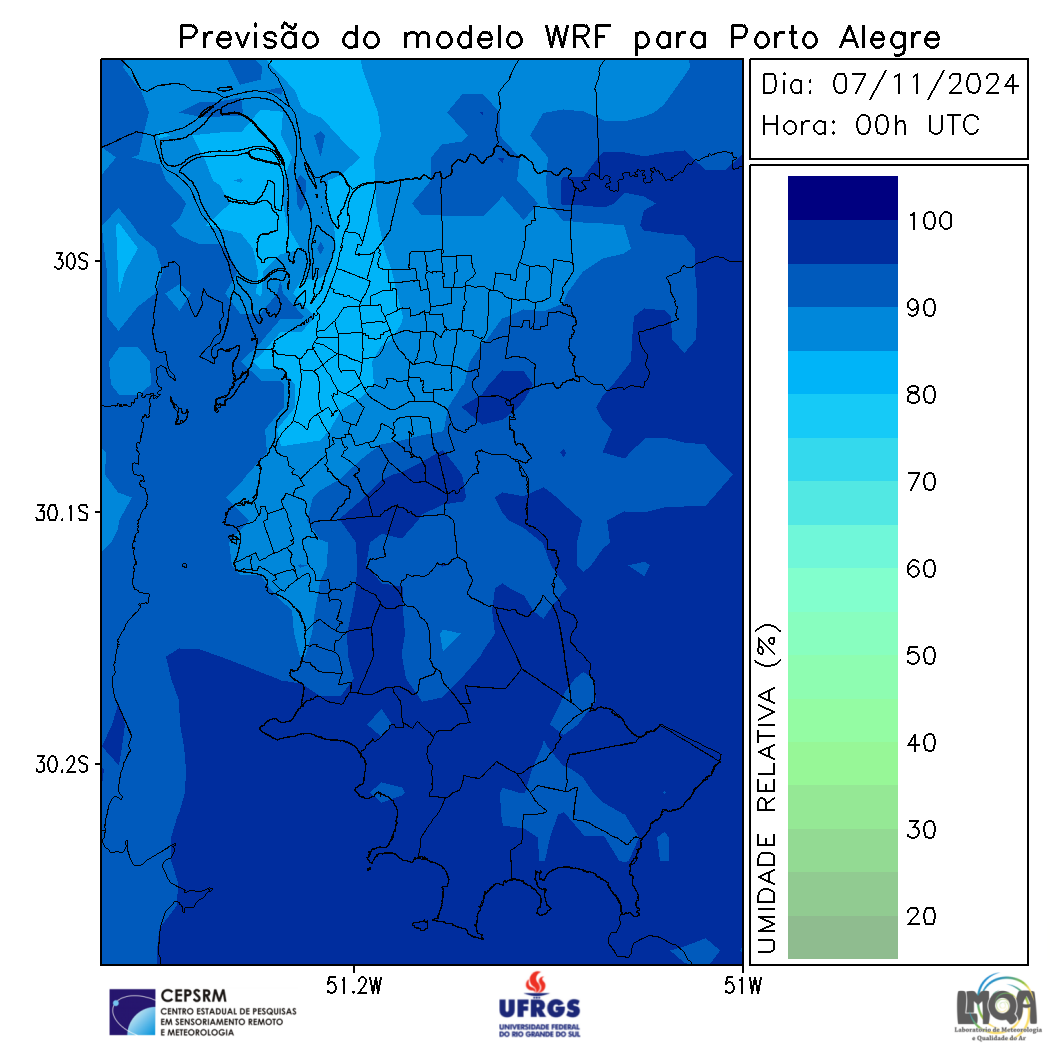 Previsão do modelo WRF para Porto Alegre
Dia: 07/11/2024
Hora: 00h UTC
30S
30.1S
30.2S
51.2W
51W
100
90
80
70
60
50
40
30
20
UMIDADE RELATIVA (%)
CEPSRM
CENTRO ESTADUAL DE PESQUISAS
EM SENSORIAMENTO REMOTO
E METEOROLOGIA
UFRGS
UNIVERSIDADE FEDERAL
DO RIO GRANDE DO SUL
LMQA
Laboratório de Meteorologia
e Qualidade do Ar